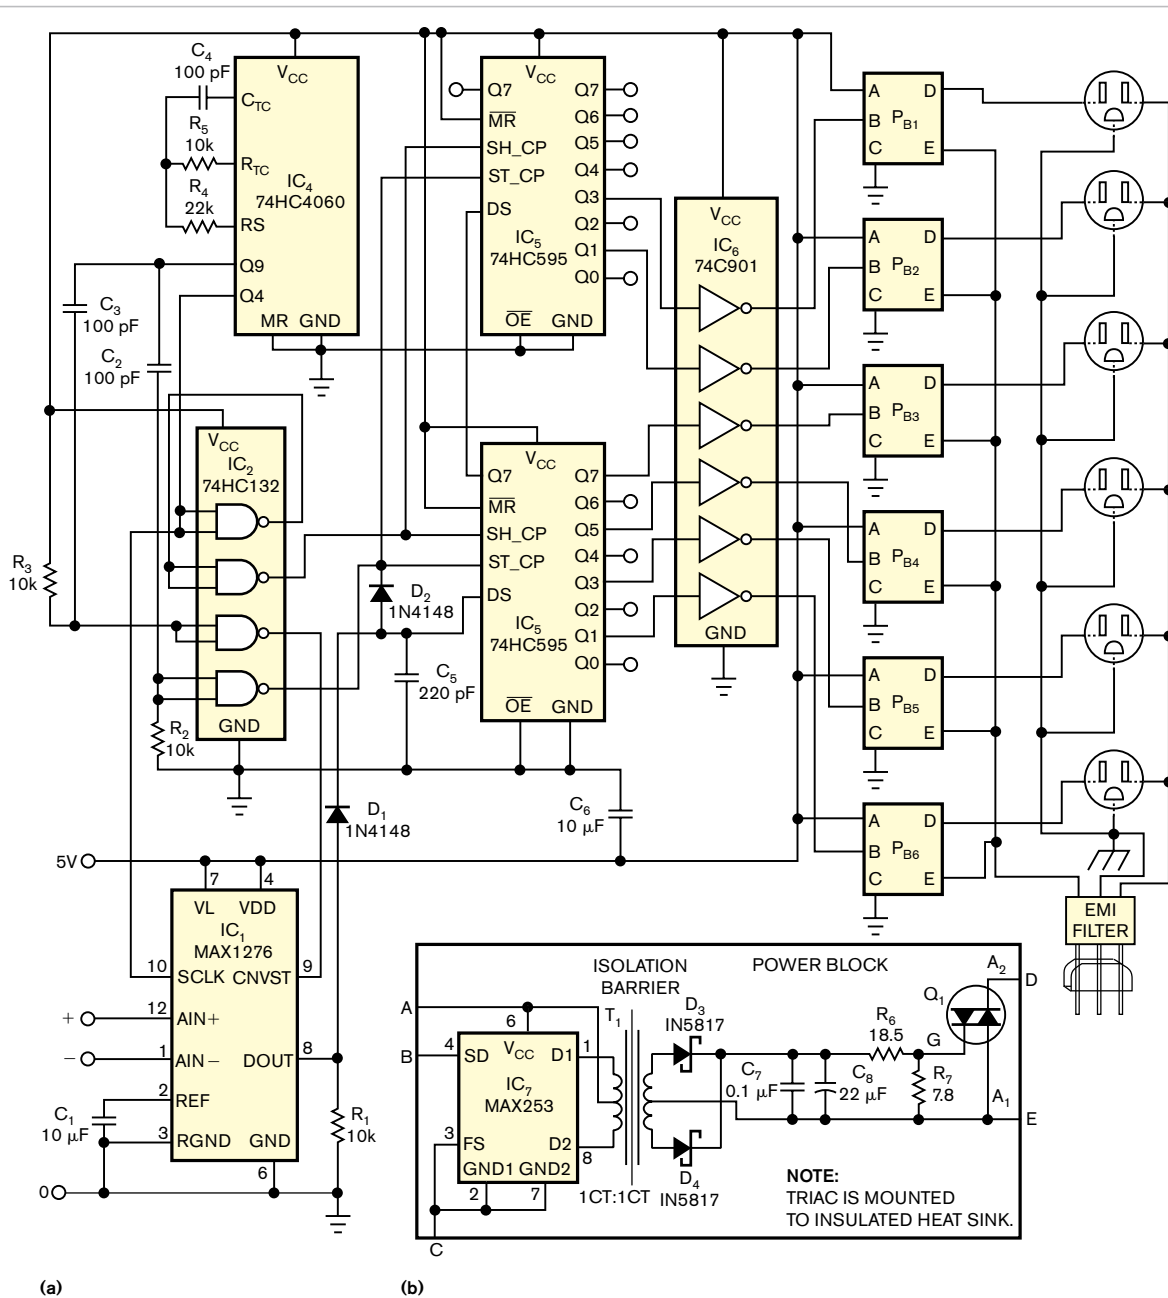 C4
100 pF
R5
10k
R4
22k
VCC
CTC
RTC
IC4
74HC4060
RS
Q9
Q4
MR GND
C3
100 pF
C2
100 pF
VCC
IC2
74HC132
GND
R3
10k
R2
10k
VCC
Q7
MR
SH_CP
ST_CP
DS
IC5
74HC595
Q7
Q6
Q5
Q4
Q3
Q2
Q1
Q0
OE GND
VCC
Q7
MR
SH_CP
ST_CP
DS
IC5
74HC595
Q7
Q6
Q5
Q4
Q3
Q2
Q1
Q0
OE GND
D2
1N4148
C5
220 pF
C6
10 µF
D1
1N4148
VCC
IC6
74C901
GND
A
B
C
PB1
D
E
A
B
C
PB2
D
E
A
B
C
PB3
D
E
A
B
C
PB4
D
E
A
B
C
PB5
D
E
A
B
C
PB6
D
E
EMI
FILTER
5V
7
4
VL VDD
IC1
MAX1276
10
SCLK CNVST
9
+
12
AIN+
−
1
AIN−
DOUT
8
2
REF
C1
10 µF
3
RGND GND
6
R1
10k
0
ISOLATION
BARRIER
POWER BLOCK
A
B
6
T1
4
SD
VCC
D1
1
IC7
MAX253
3
FS
D2
8
GND1 GND2
2
7
C
1CT:1CT
D3
IN5817
D4
IN5817
C7
0.1 µF
C8
22 µF
R6
18.5
G
R7
7.8
Q1
A2
D
A1
E
NOTE:
TRIAC IS MOUNTED
TO INSULATED HEAT SINK.
(a)
(b)